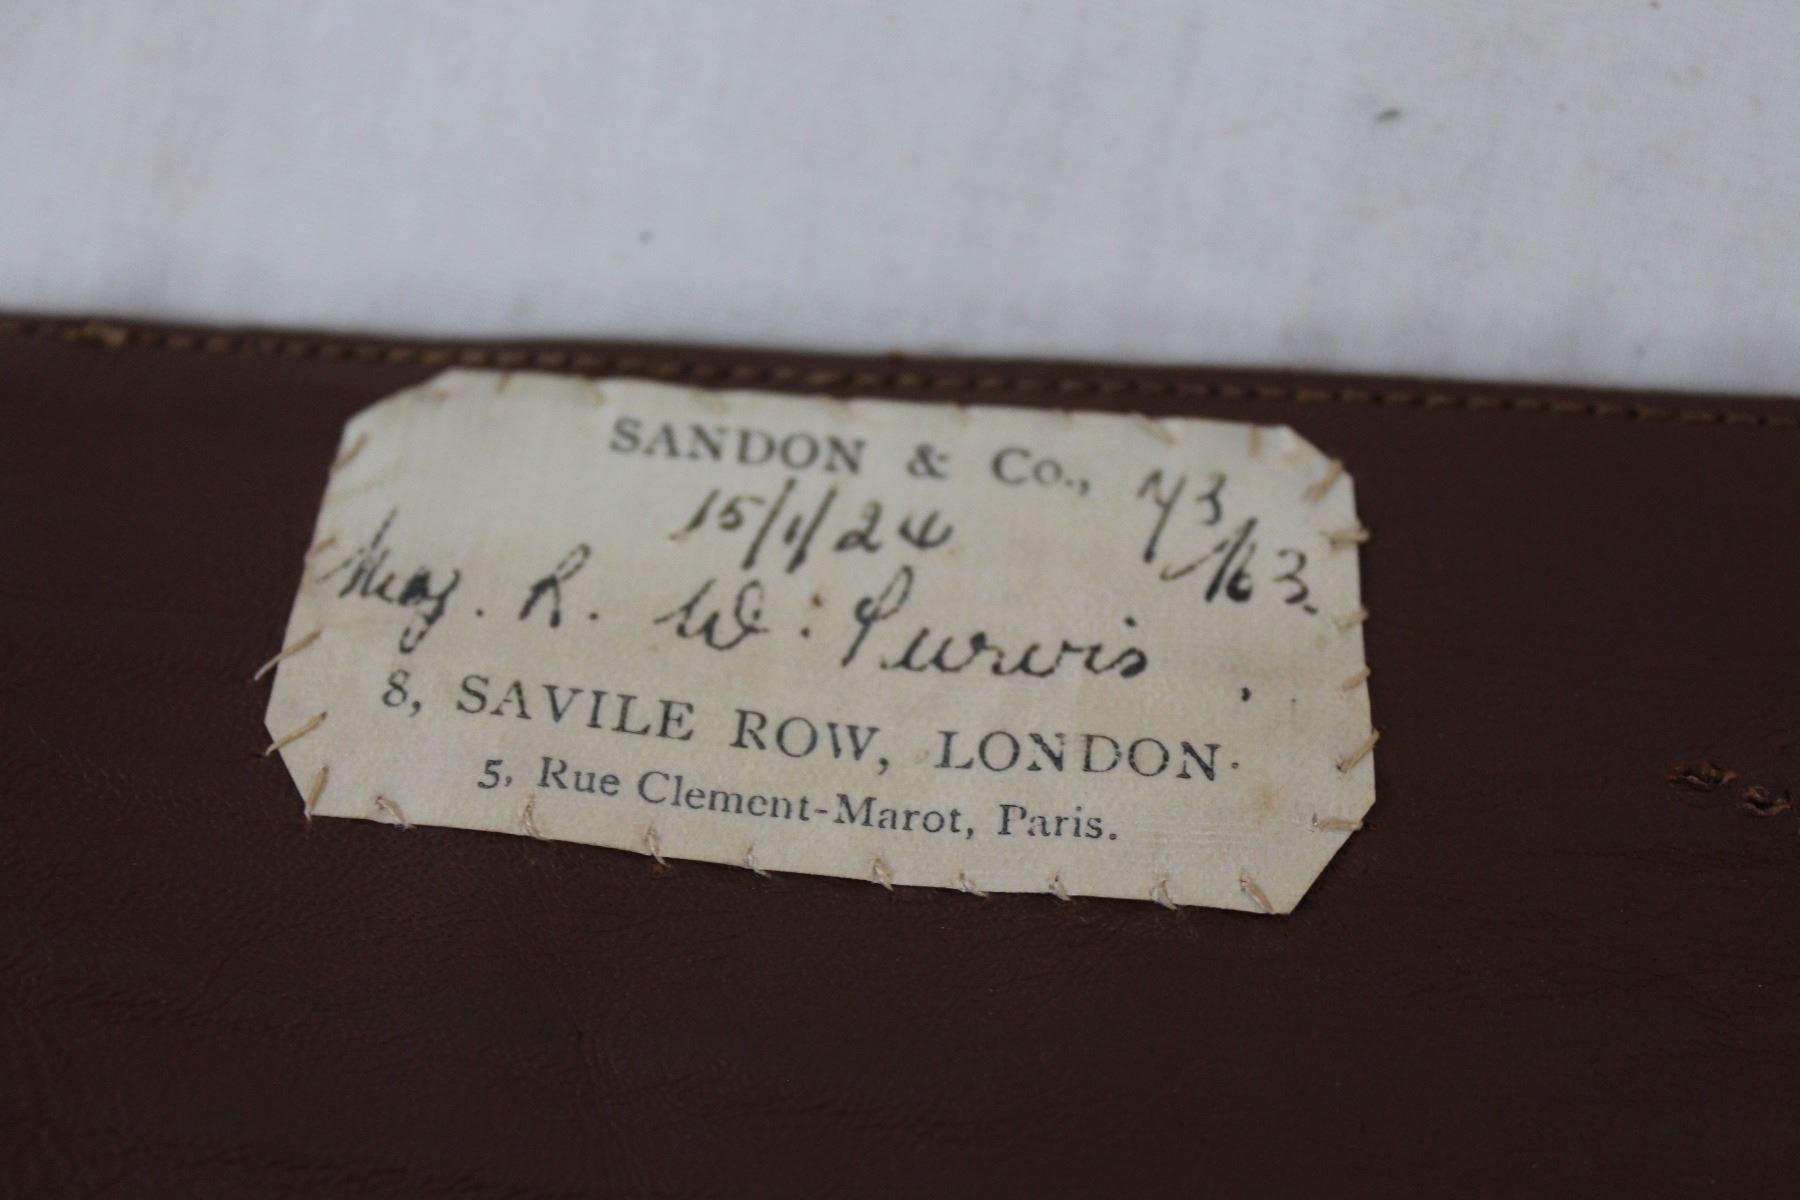 SANDON & Co.,
15/1/24 73/163.
Maj. R. W. Purvis
8, SAVILE ROW, LONDON.
5, Rue Clement-Marot, Paris.